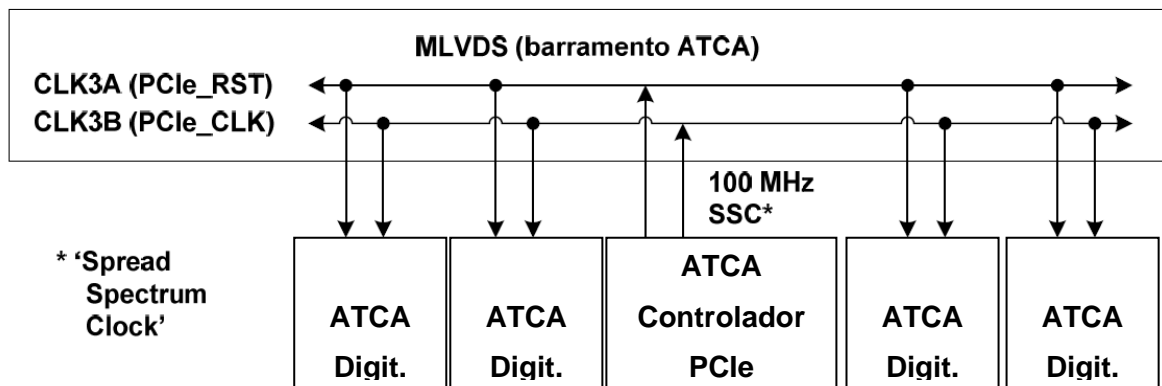 MLVDS (barramento ATCA)
CLK3A (PCIe_RST)
CLK3B (PCIe_CLK)
100 MHz
SSC*
* ‘Spread
Spectrum
Clock’
ATCA
Digit.
ATCA
Digit.
ATCA
Controlador
PCIe
ATCA
Digit.
ATCA
Digit.